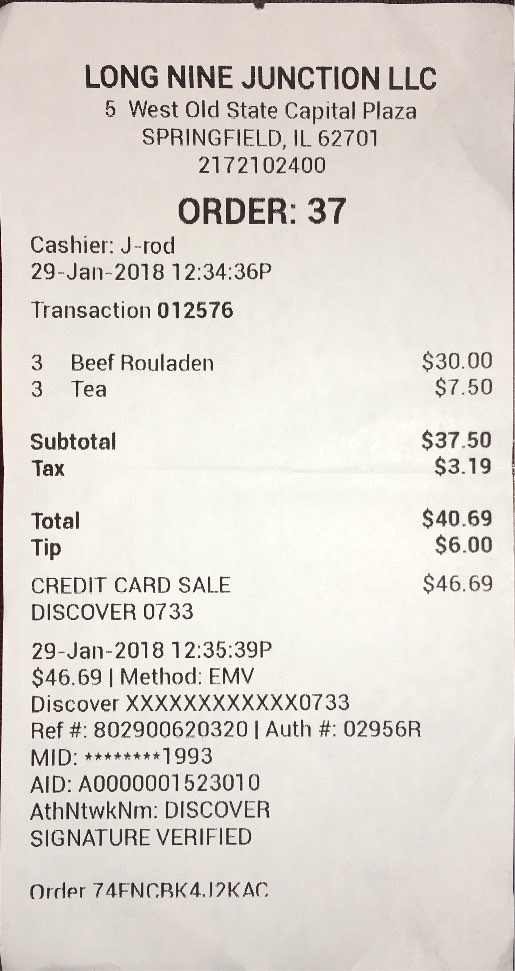 LONG NINE JUNCTION LLC
5 West Old State Capital Plaza
SPRINGFIELD, IL 62701
2172102400
ORDER: 37
Cashier: J-rod
29-Jan-2018 12:34:36P
Transaction 012576
3 Beef Rouladen $30.00
3 Tea $7.50
Subtotal $37.50
Tax $3.19
Total $40.69
Tip $6.00
CREDIT CARD SALE $46.69
DISCOVER 0733
29-Jan-2018 12:35:39P
$46.69 | Method: EMV
Discover XXXXXXXXXXXX0733
Ref #: 802900620320 | Auth #: 02956R
MID: ********1993
AID: A0000001523010
AthNtwkNm: DISCOVER
SIGNATURE VERIFIED
Order